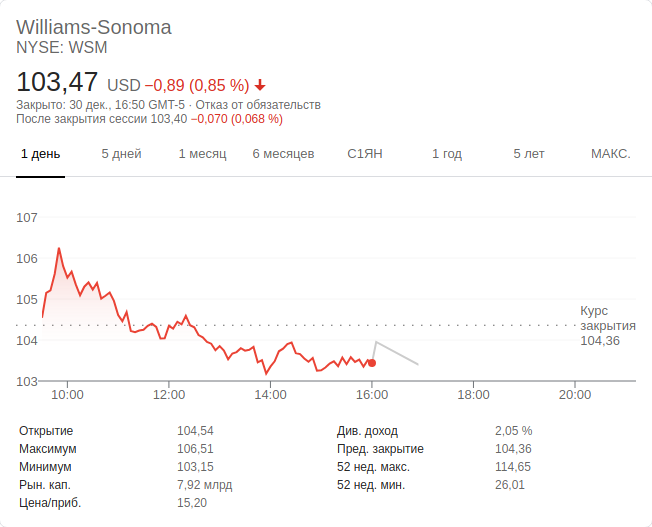 Williams-Sonoma
NYSE: WSM
103,47 USD −0,89 (0,85 %)
Закрыто: 30 дек., 16:50 GMT-5 · Отказ от обязательств
После закрытия сессии 103,40 −0,070 (0,068 %)
1 день 5 дней 1 месяц 6 месяцев С1ЯН 1 год 5 лет МАКС.
107
106
105
104
103
Курс
закрытия
104,36
10:00 12:00 14:00 16:00 18:00 20:00
Открытие 104,54 Див. доход 2,05 %
Максимум 106,51 Пред. закрытие 104,36
Минимум 103,15 52 нед. макс. 114,65
Рын. кап. 7,92 млрд 52 нед. мин. 26,01
Цена/приб. 15,20